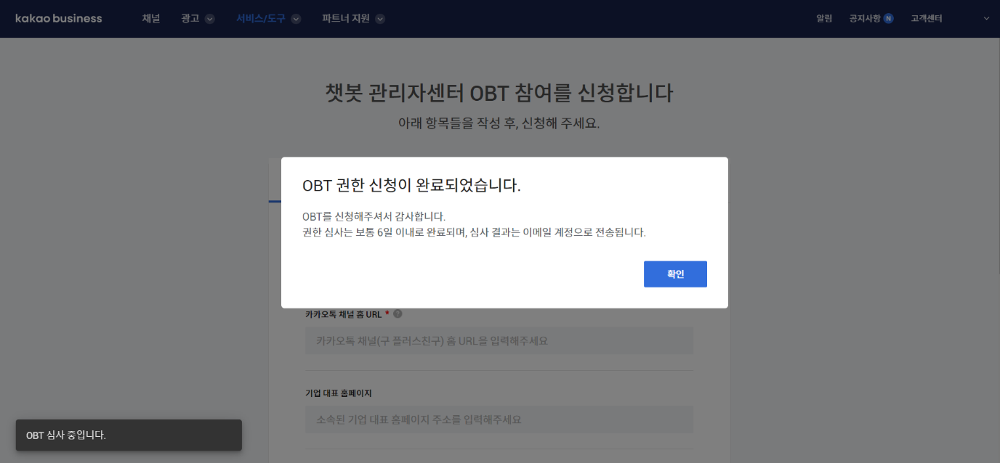 kakao business 채널 광고 서비스/도구 파트너 지원 알림 공지사항 N 고객센터
챗봇 관리자센터 OBT 참여를 신청합니다
아래 항목들을 작성 후, 신청해 주세요.
OBT 권한 신청이 완료되었습니다.
OBT를 신청해주셔서 감사합니다.
권한 심사는 보통 6일 이내로 완료되며, 심사 결과는 이메일 계정으로 전송됩니다.
확인
카카오톡 채널 홈 URL * ?
카카오톡 채널(구 플러스친구) 홈 URL을 입력해주세요
기업 대표 홈페이지
소속된 기업 대표 홈페이지 주소를 입력해주세요
OBT 심사 중입니다.